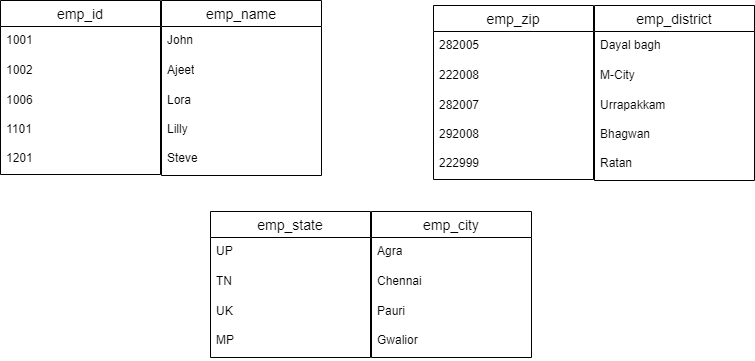 emp_id emp_name
1001 John
1002 Ajeet
1006 Lora
1101 Lilly
1201 Steve
emp_zip emp_district
282005 Dayal bagh
222008 M-City
282007 Urrapakkam
292008 Bhagwan
222999 Ratan
emp_state emp_city
UP Agra
TN Chennai
UK Pauri
MP Gwalior